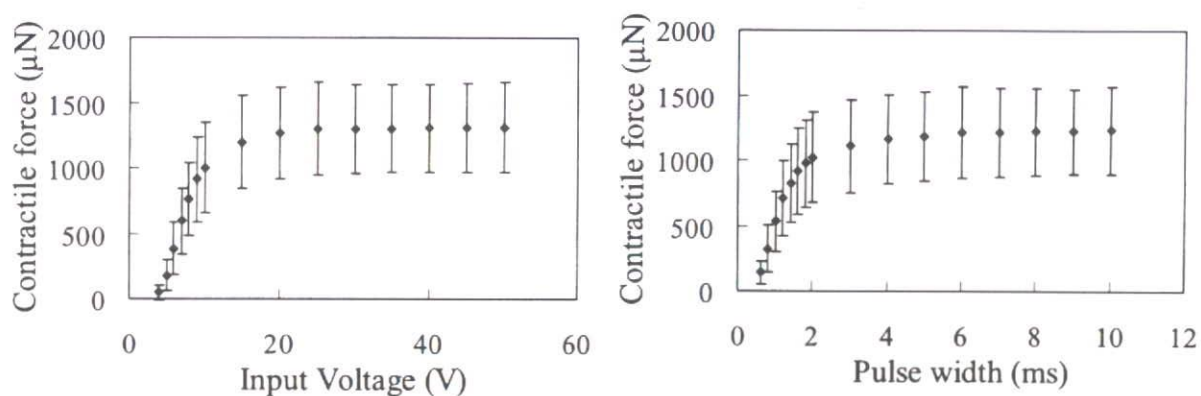 Contractile force (μN)
2000
1500
1000
500
0
0 20 40 60
Input Voltage (V)
Contractile force (μN)
2000
1500
1000
500
0
0 2 4 6 8 10 12
Pulse width (ms)